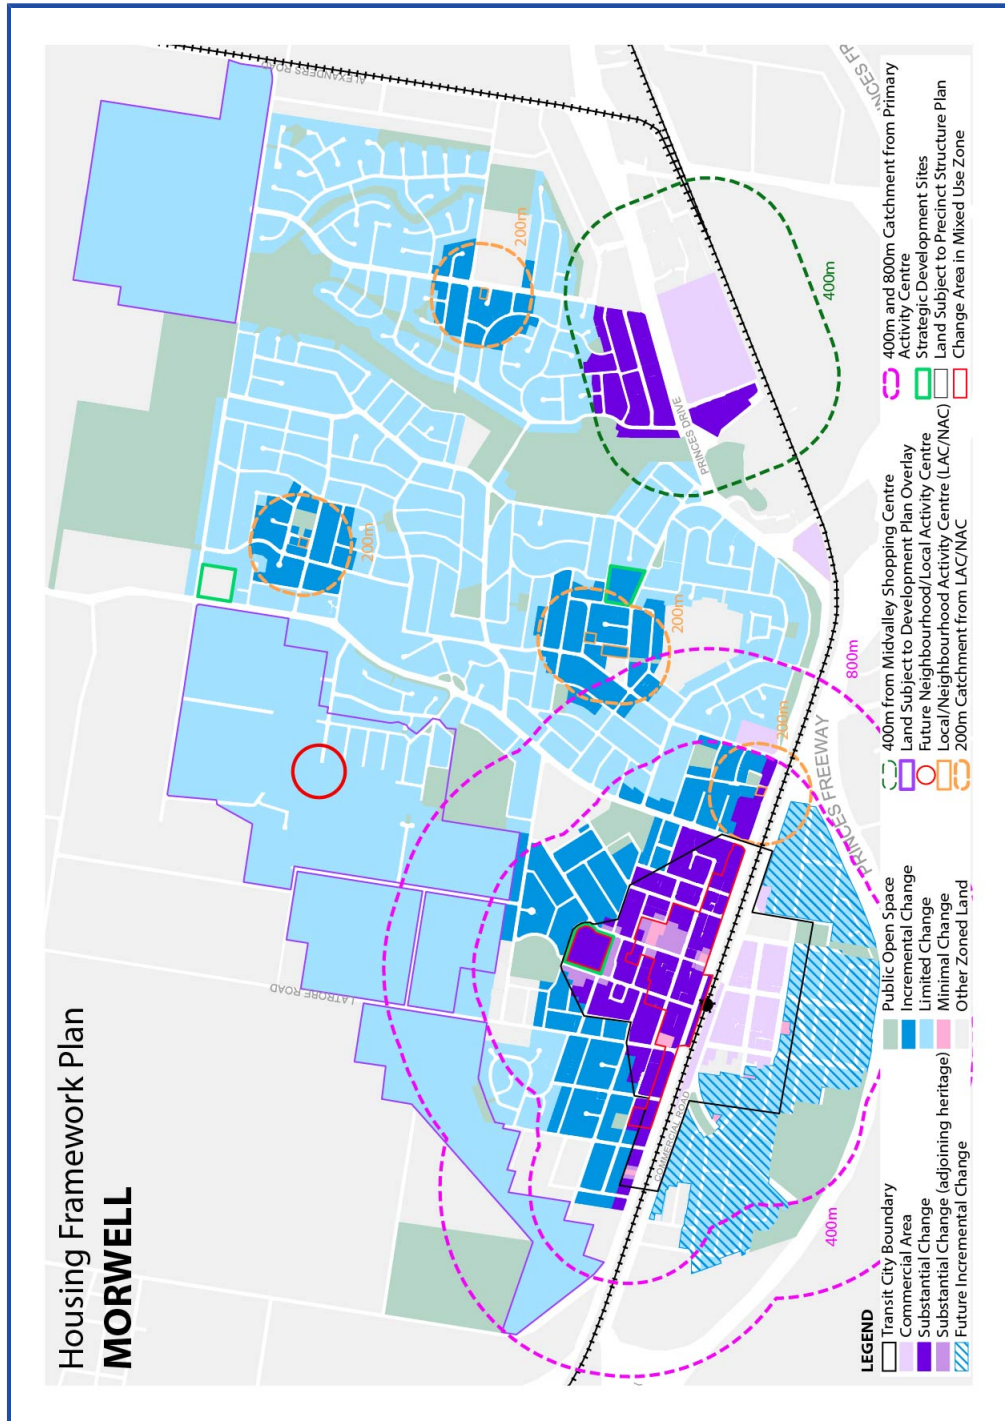 Housing Framework Plan
MORWELL
ALEXANDERS ROAD
PRINCES FR
LATROBE ROAD
200m
200m
200m
200m
400m
PRINCES DRIVE
800m
PRINCES FREEWAY
COMMERCIAL ROAD
400m
LEGEND
Transit City Boundary
Commercial Area
Substantial Change
Substantial Change (adjoining heritage)
Future Incremental Change
Public Open Space
Incremental Change
Limited Change
Minimal Change
Other Zoned Land
400m from Midvalley Shopping Centre
Land Subject to Development Plan Overlay
Future Neighbourhood/Local Activity Centre
Local/Neighbourhood Activity Centre (LAC/NAC)
200m Catchment from LAC/NAC
400m and 800m Catchment from Primary
Activity Centre
Strategic Development Sites
Land Subject to Precinct Structure Plan
Change Area in Mixed Use Zone